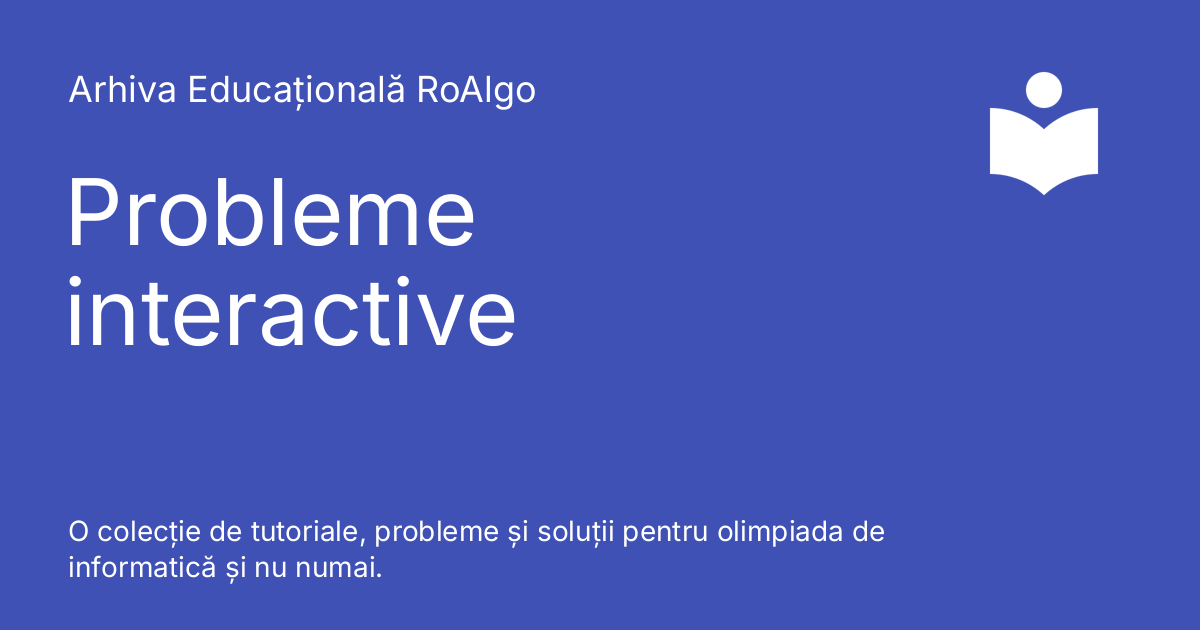 Arhiva Educațională RoAlgo
Probleme
interactive
O colecție de tutoriale, probleme și soluții pentru olimpiada de
informatică și nu numai.